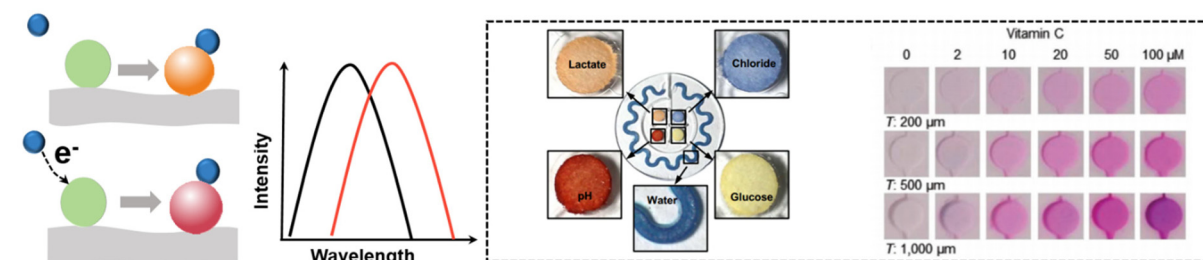 e-
Intensity
Wavelength
Lactate
Chloride
pH
Water
Glucose
Vitamin C
0 2 10 20 50 100 µM
T: 200 µm
T: 500 µm
T: 1,000 µm